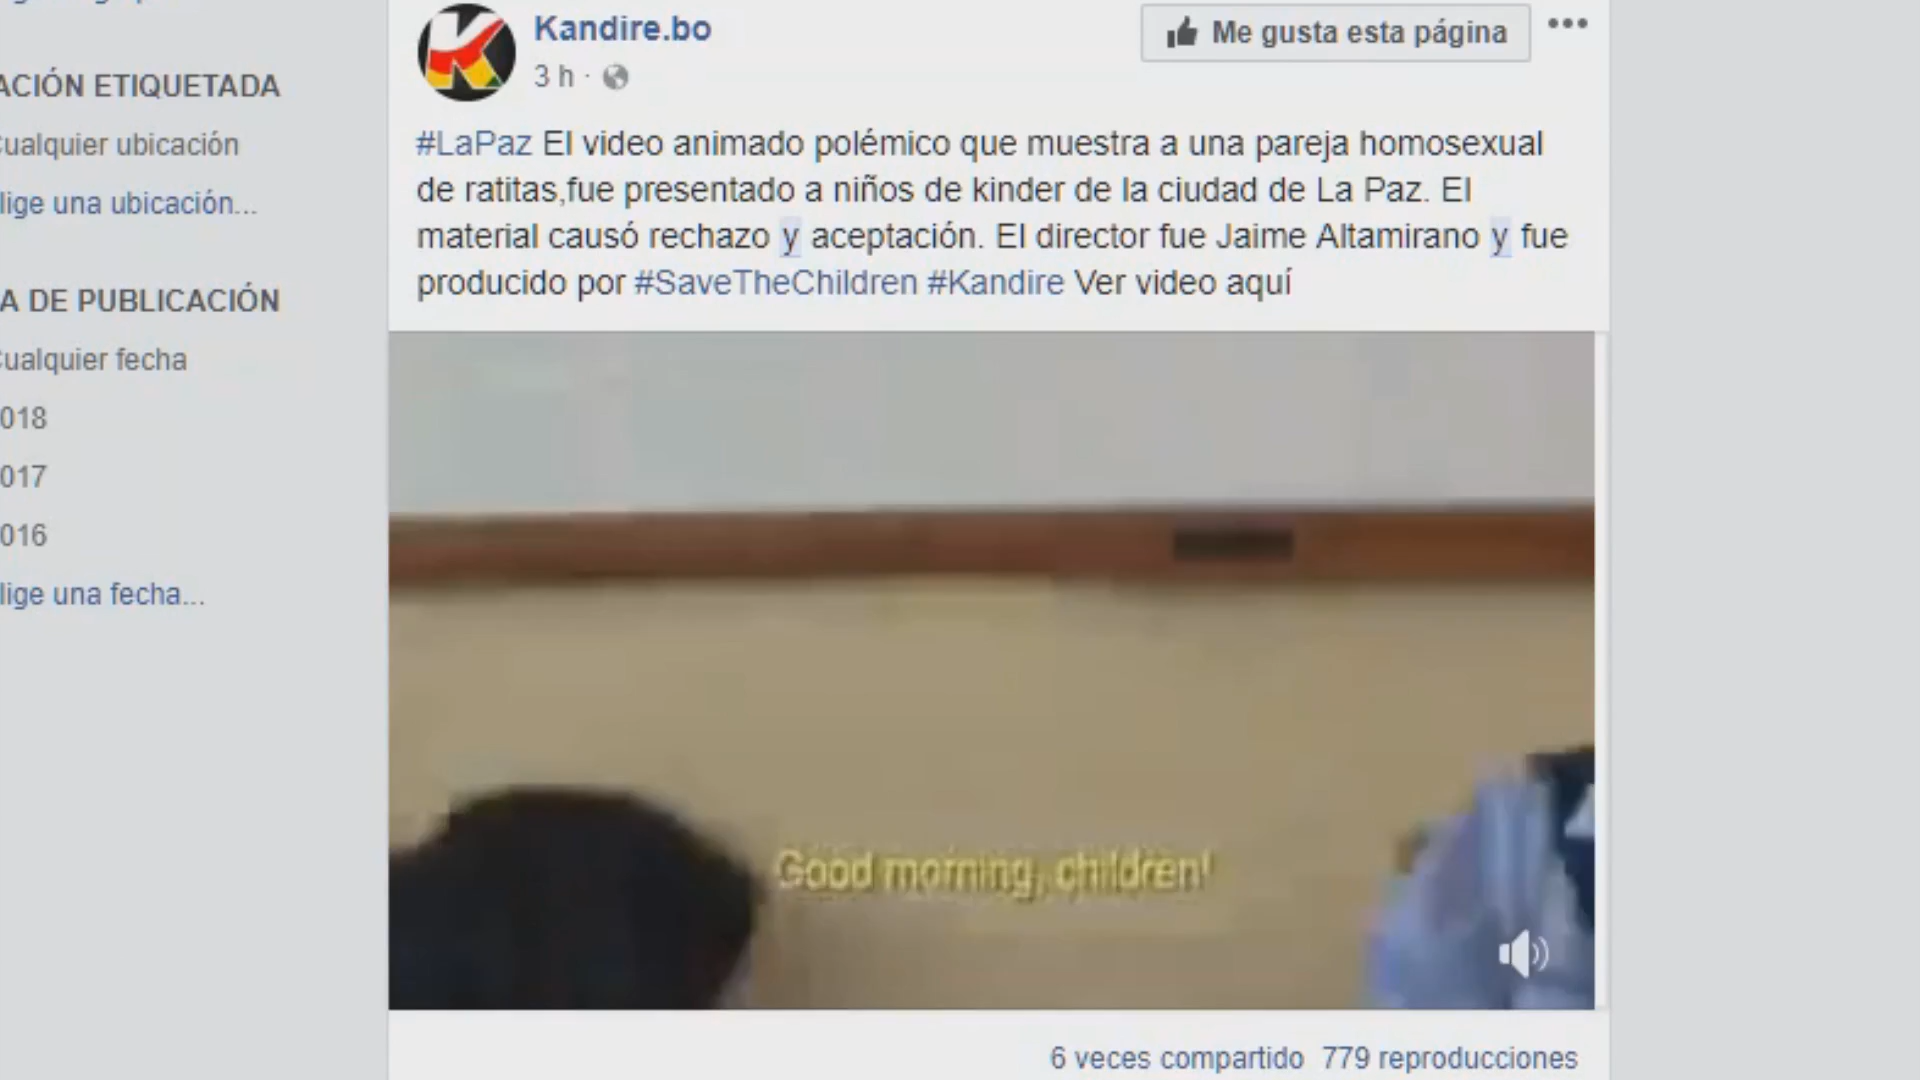 Kandire.bo
Me gusta esta página
3 h ·
ACIÓN ETIQUETADA
ualquier ubicación
lige una ubicación...
#LaPaz El video animado polémico que muestra a una pareja homosexual
de ratitas,fue presentado a niños de kinder de la ciudad de La Paz. El
material causó rechazo y aceptación. El director fue Jaime Altamirano y fue
producido por #SaveTheChildren #Kandire Ver video aquí
A DE PUBLICACIÓN
Cualquier fecha
018
017
016
lige una fecha...
Good morning, children!
6 veces compartido 779 reproducciones